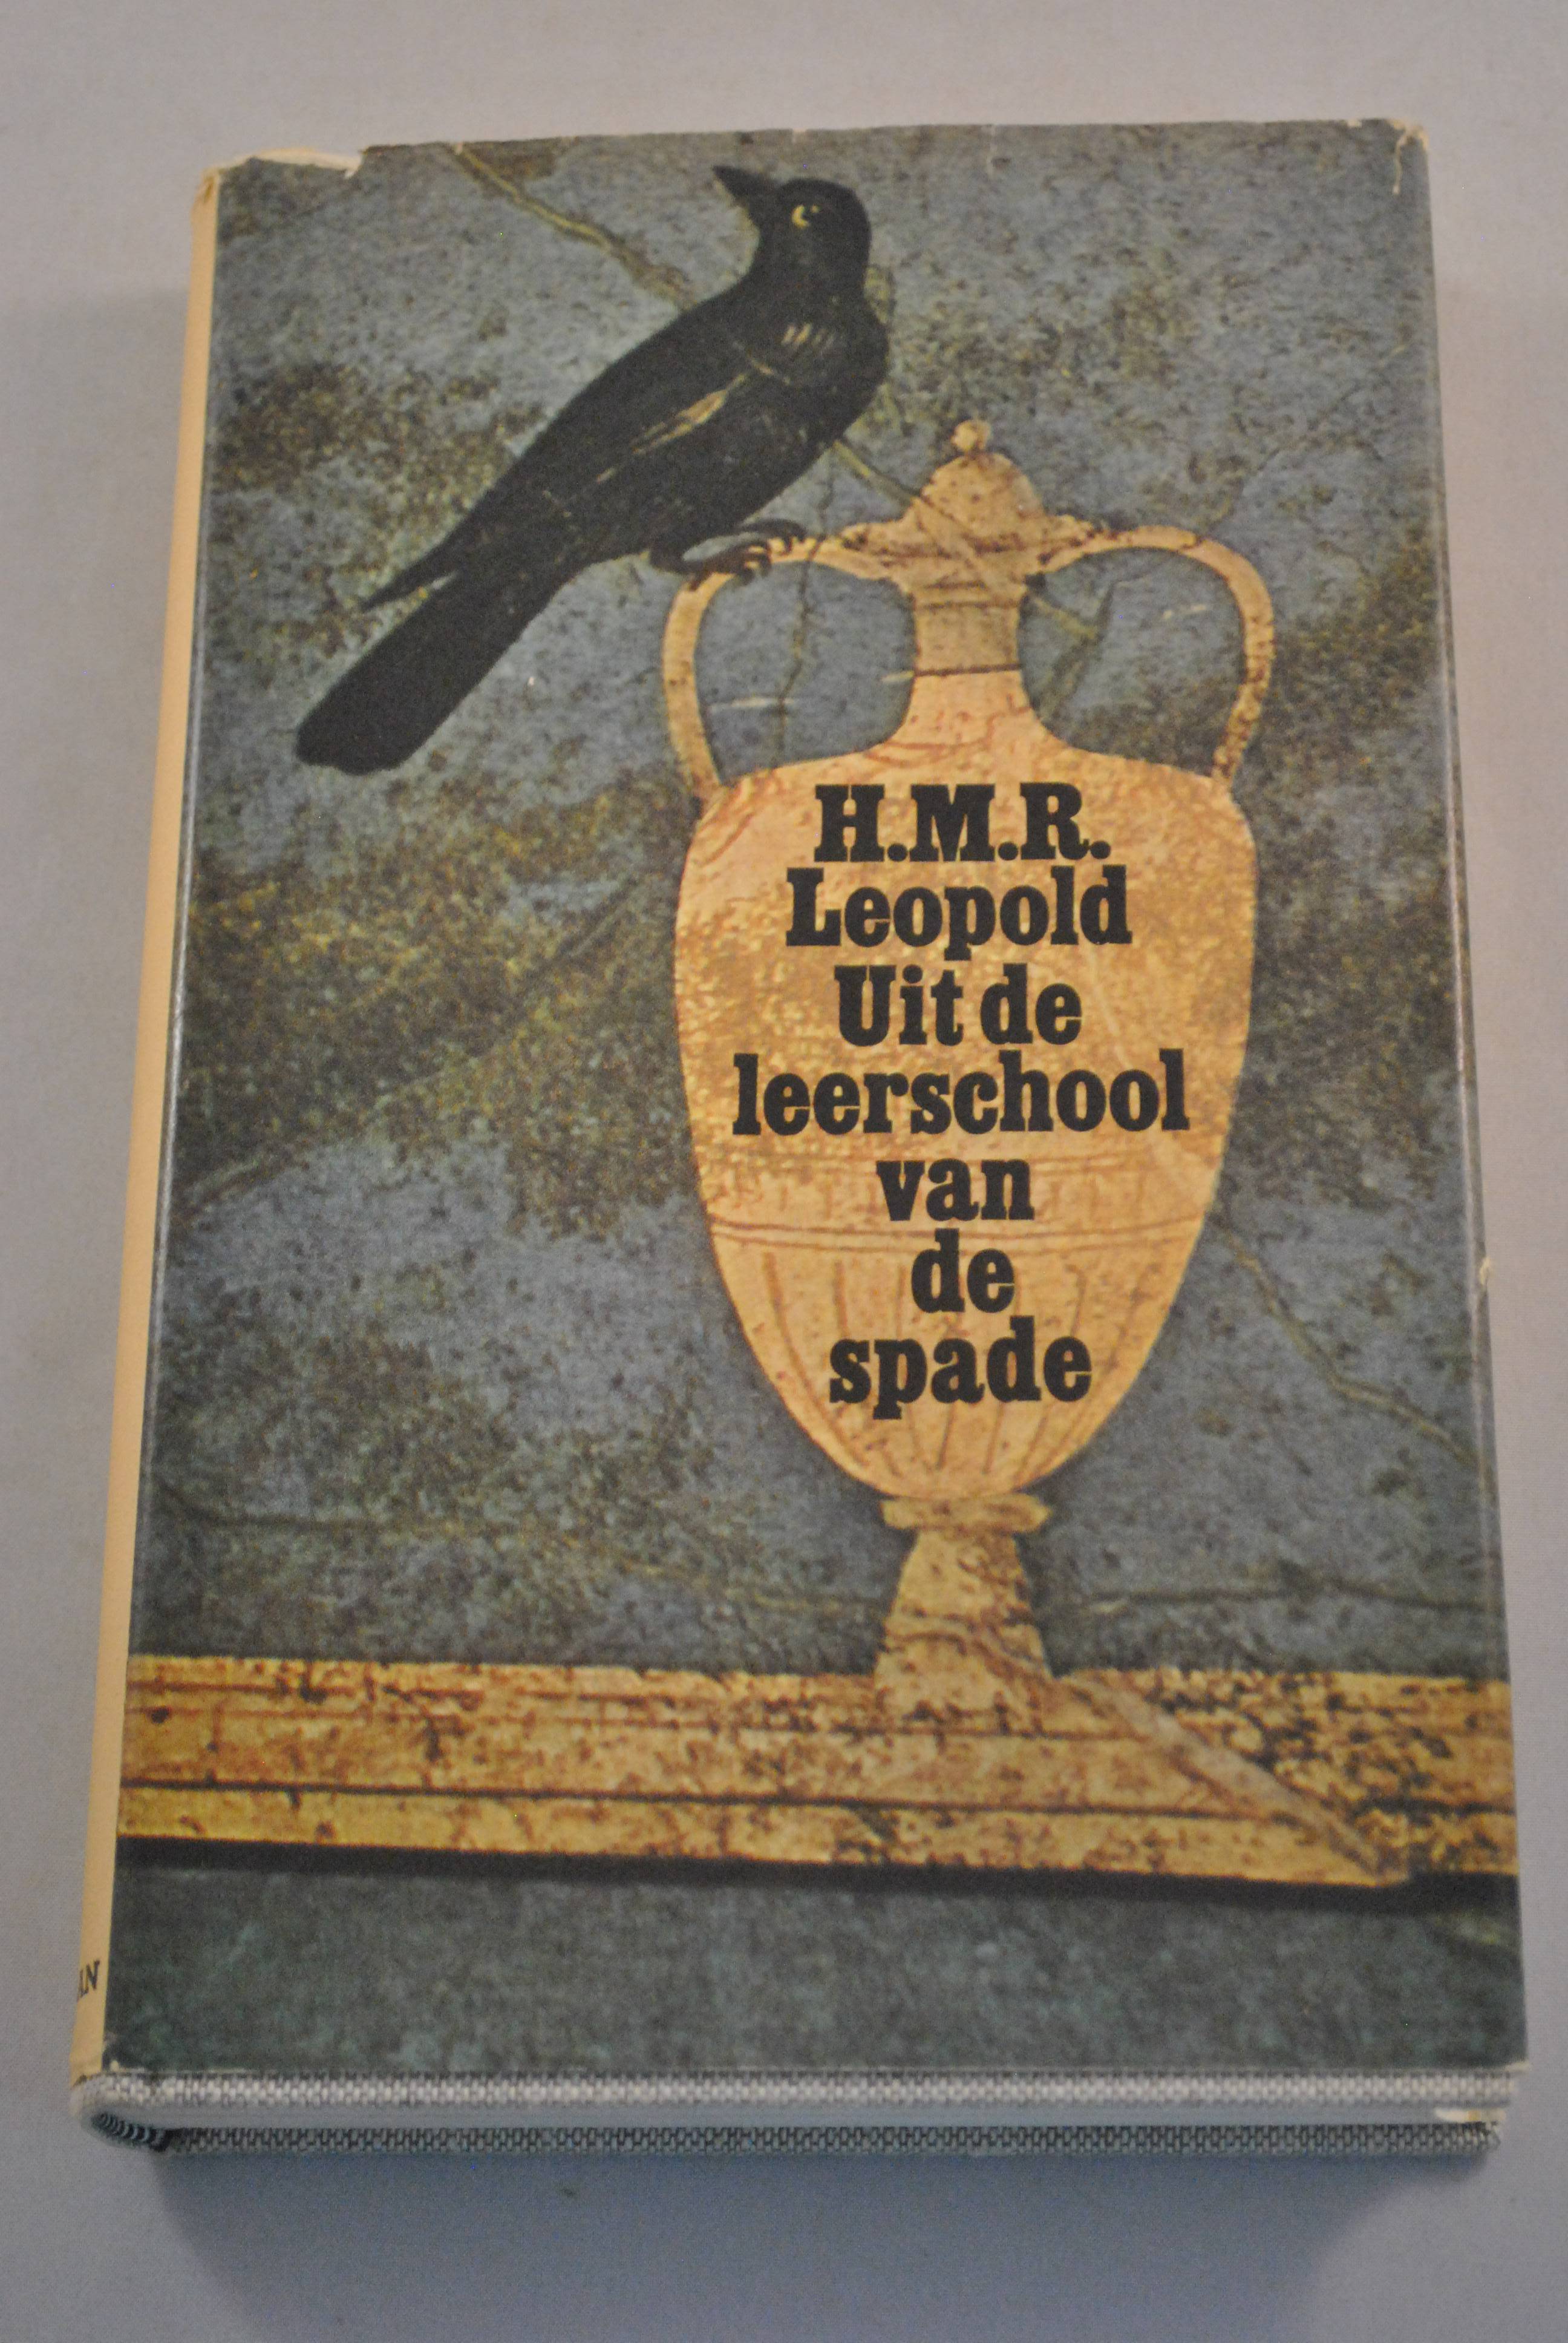 H.M.R.
Leopold
Uit de
leerschool
van
de
spade